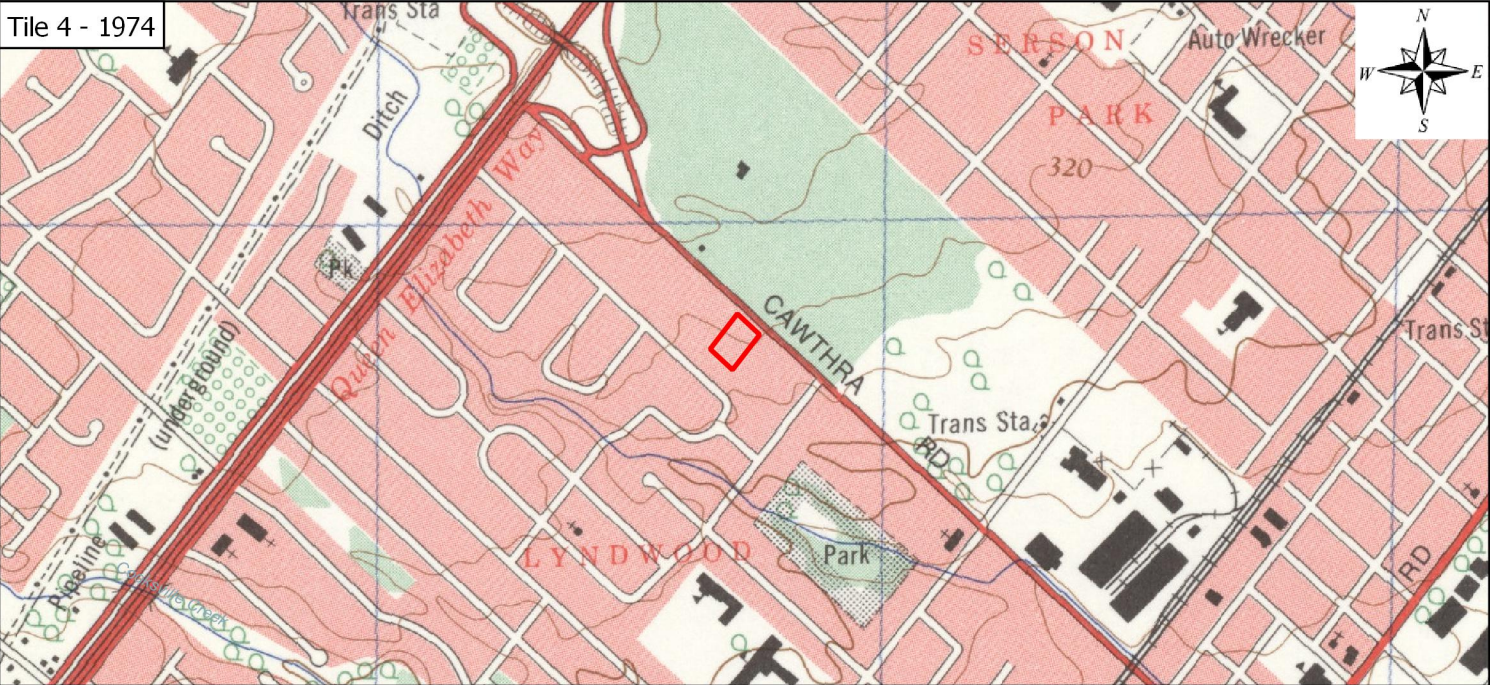 Tile 4 - 1974
Trans Sta
SERSON
PARK
Auto Wrecker
N
W
E
S
Ditch
320
Queen Elizabeth Way
Pk
CAWTHRA
RD
Trans St
(underground)
Pipeline
Trans Sta
LYNDWOOD
Park
Cooksville Creek
RD